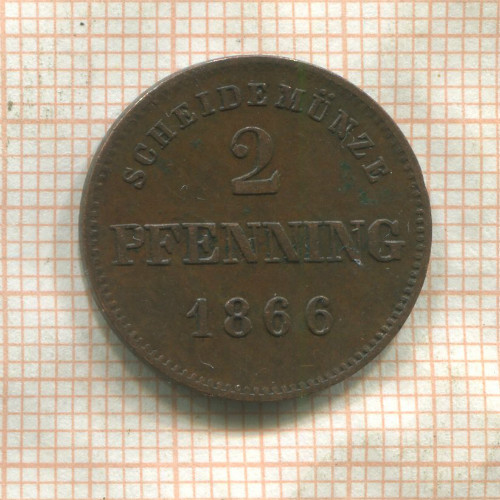 SCHEIDEMÜNZE
2
PFENNING
1866